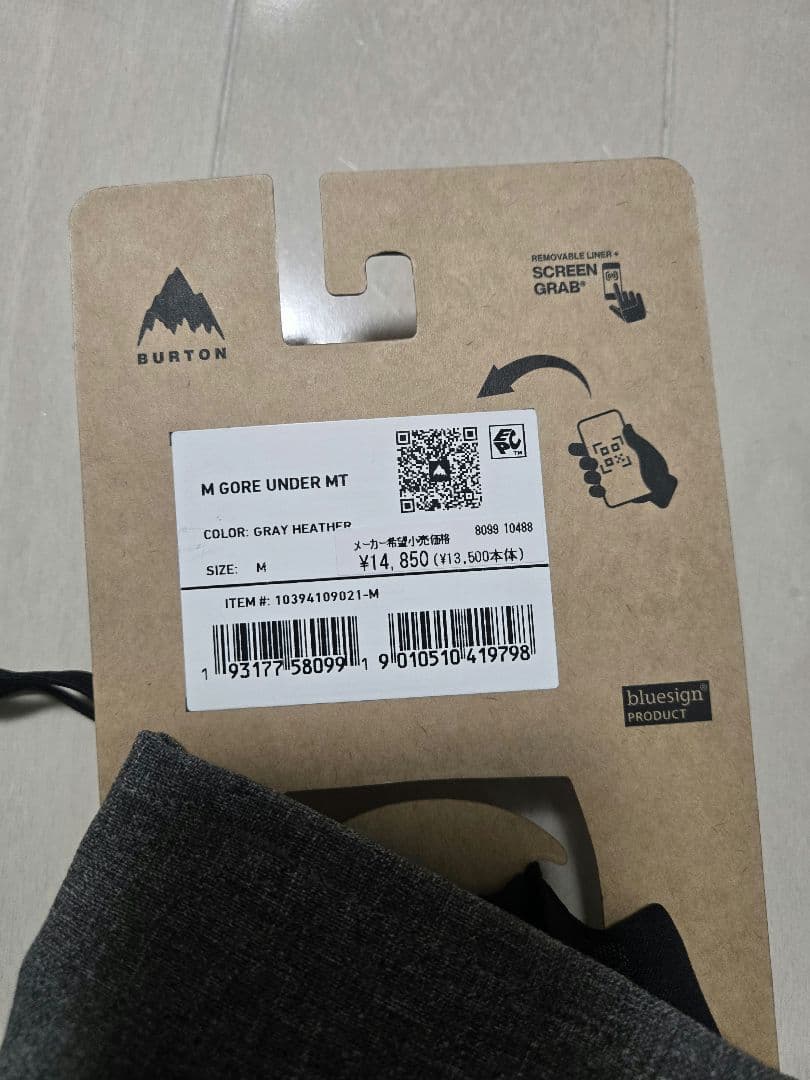 REMOVABLE LINER +
SCREEN
GRAB®
BURTON
EPC™
M GORE UNDER MT
COLOR: GRAY HEATHER
8099 10488
メーカー希望小売価格
¥14,850 (¥13,500本体)
SIZE: M
ITEM #: 10394109021-M
1 93177 58099 1
9 010510 419798
bluesign®
PRODUCT